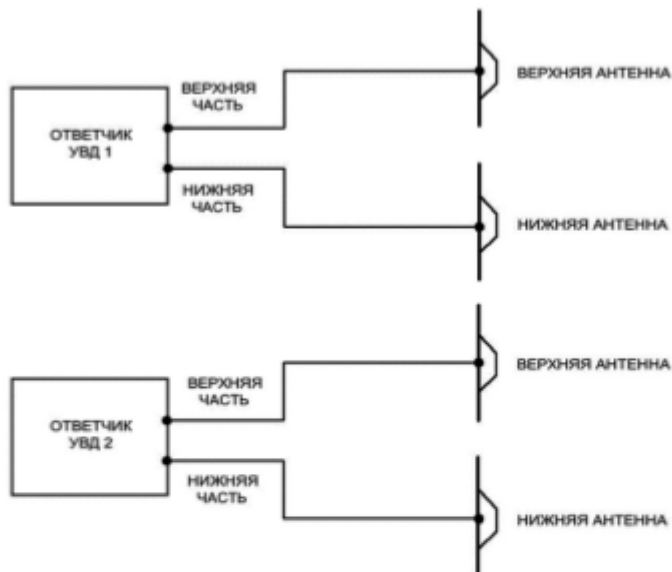 ВЕРХНЯЯ АНТЕННА
ВЕРХНЯЯ
ЧАСТЬ
ОТВЕТЧИК
УВД 1
НИЖНЯЯ
ЧАСТЬ
НИЖНЯЯ АНТЕННА
ВЕРХНЯЯ АНТЕННА
ВЕРХНЯЯ
ЧАСТЬ
ОТВЕТЧИК
УВД 2
НИЖНЯЯ
ЧАСТЬ
НИЖНЯЯ АНТЕННА